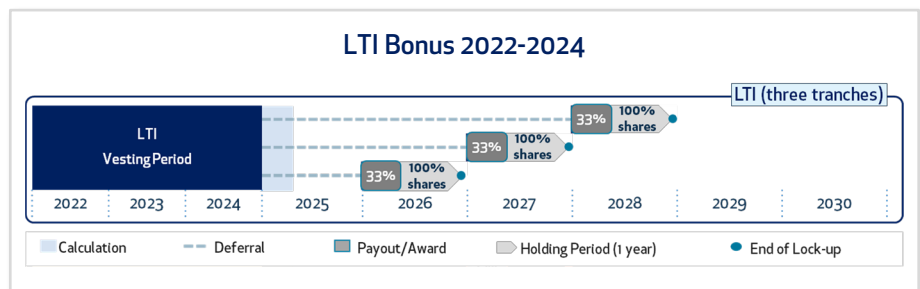 LTI Bonus 2022-2024
LTI (three tranches)
LTI
Vesting Period
33%
100%
shares
33%
100%
shares
33%
100%
shares
2022
2023
2024
2025
2026
2027
2028
2029
2030
Calculation
Deferral
Payout/Award
Holding Period (1 year)
End of Lock-up